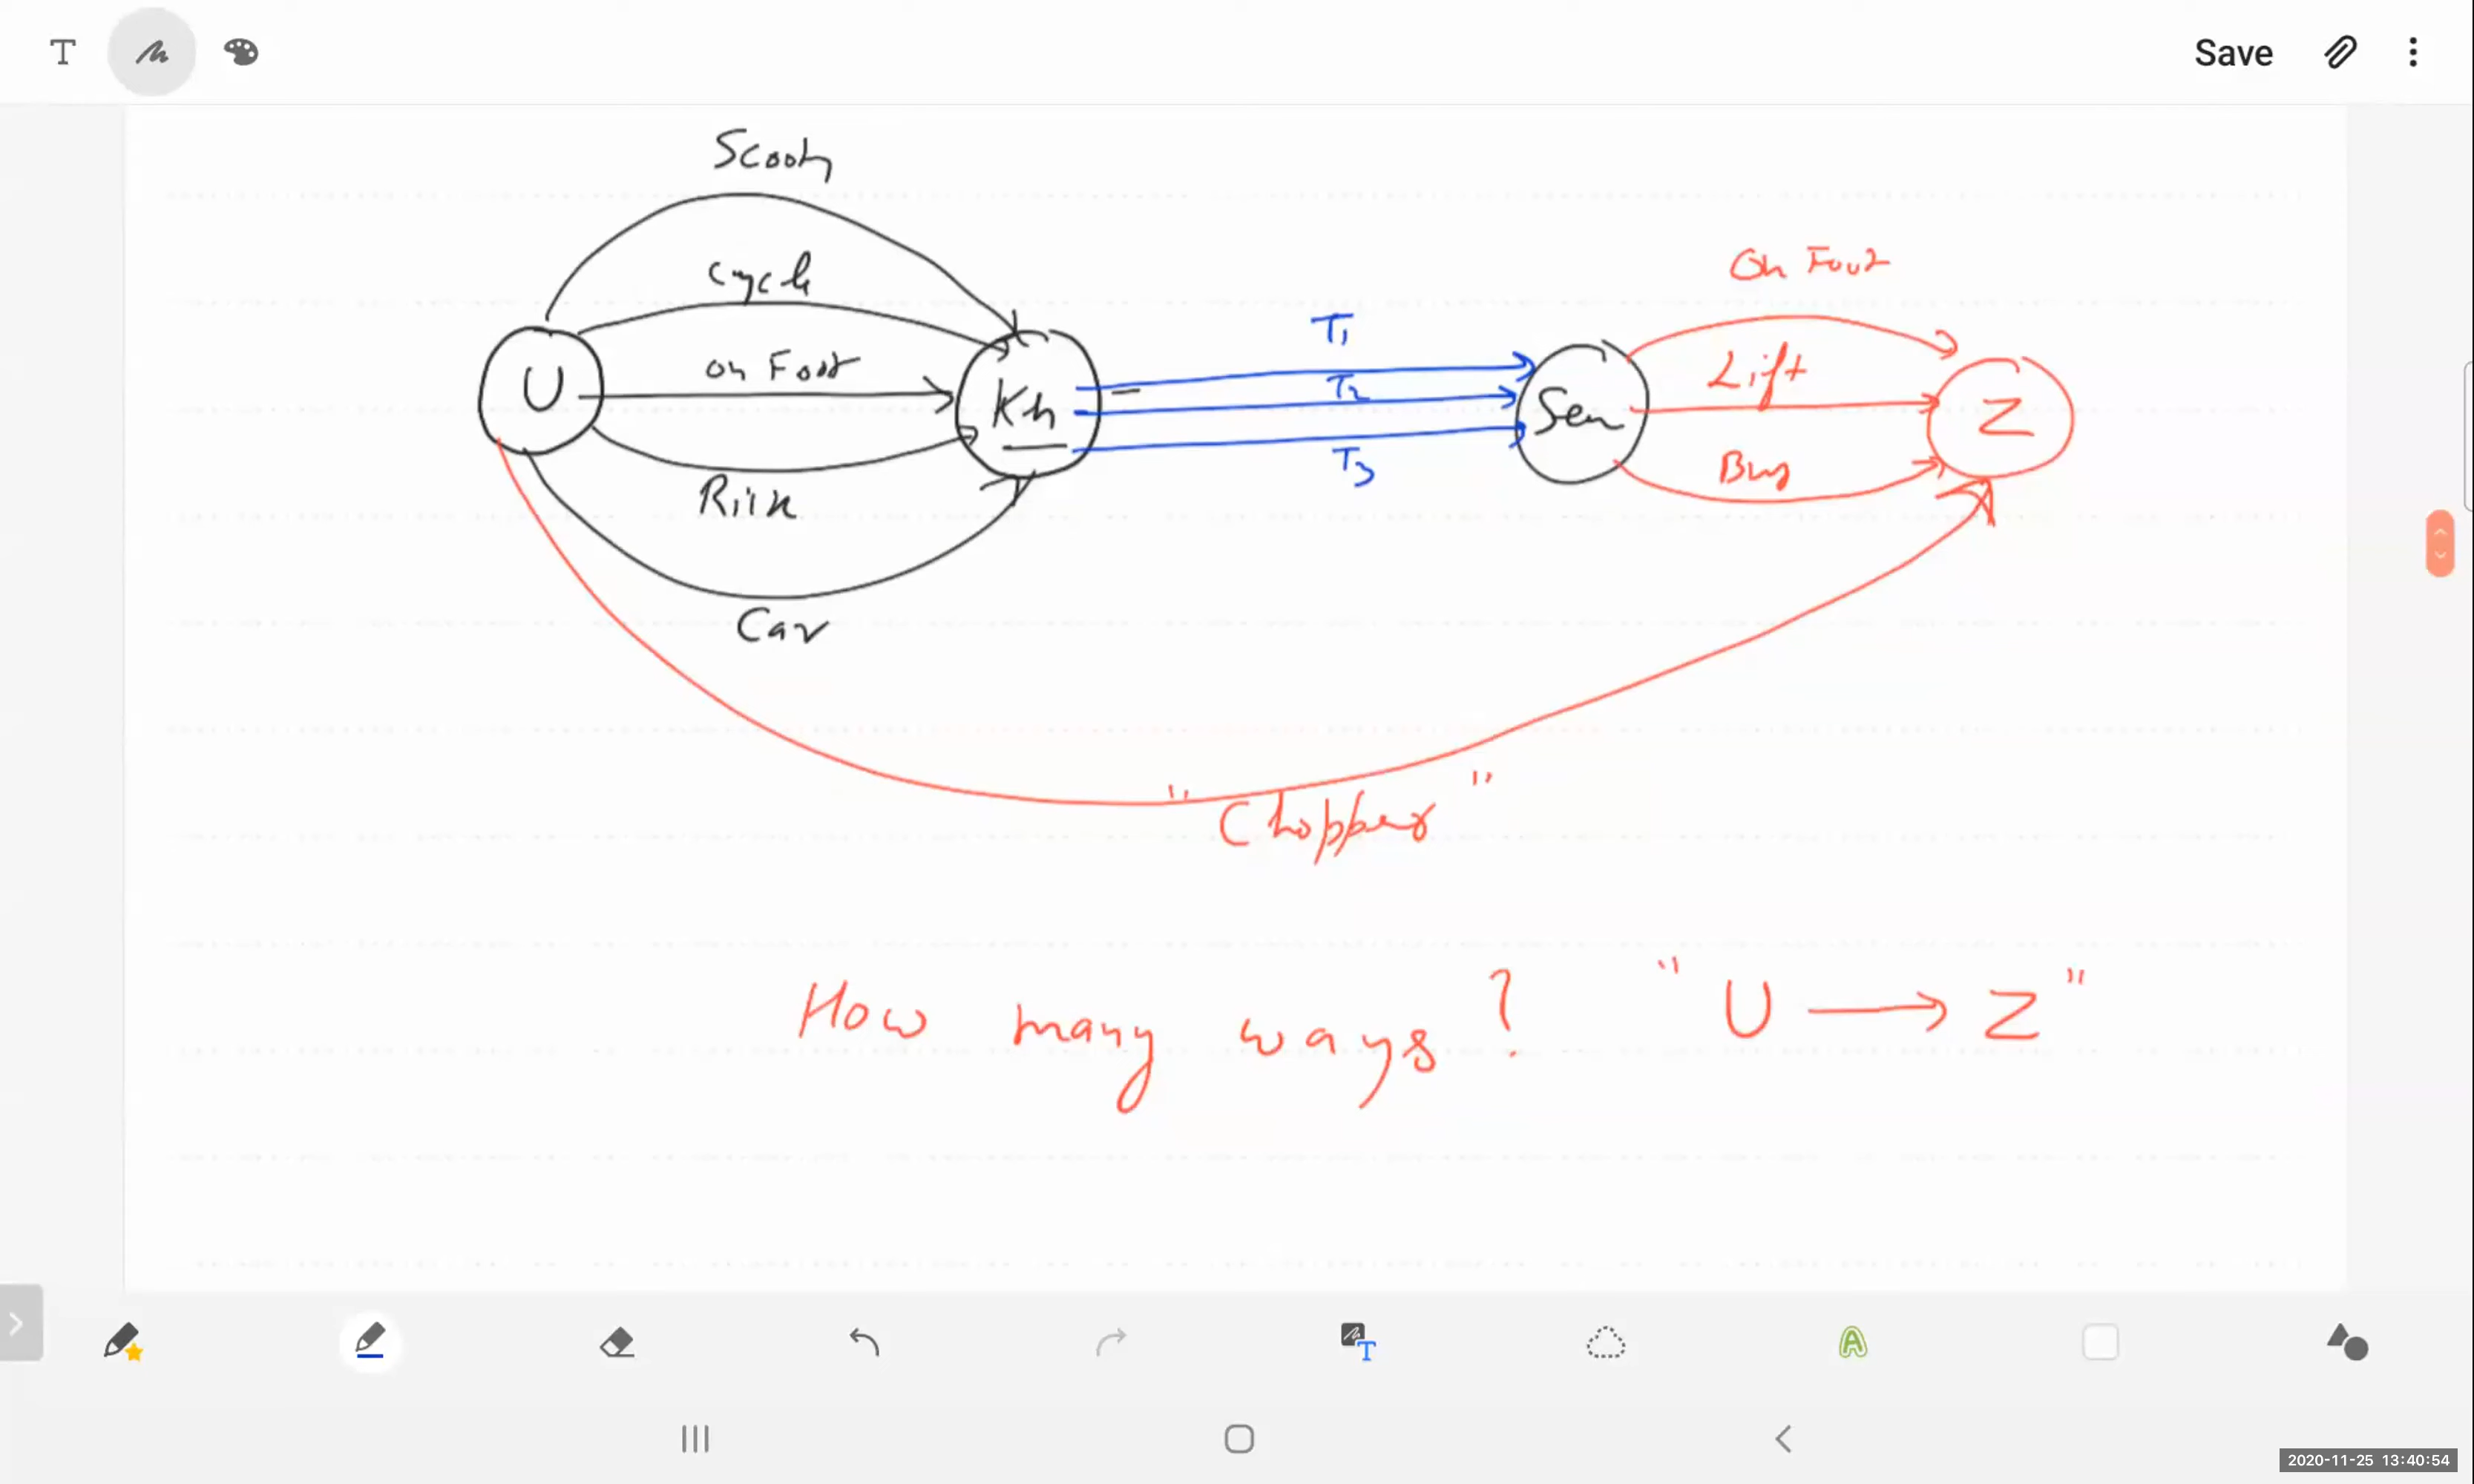 Save
Scooty
Cycle
On Foot
T1
U
on Foot
Kh
T2
Sen
Lift
Z
T3
Bus
Car
" Chopper "
How many ways ? " U → Z "
2020-11-25 13:40:54